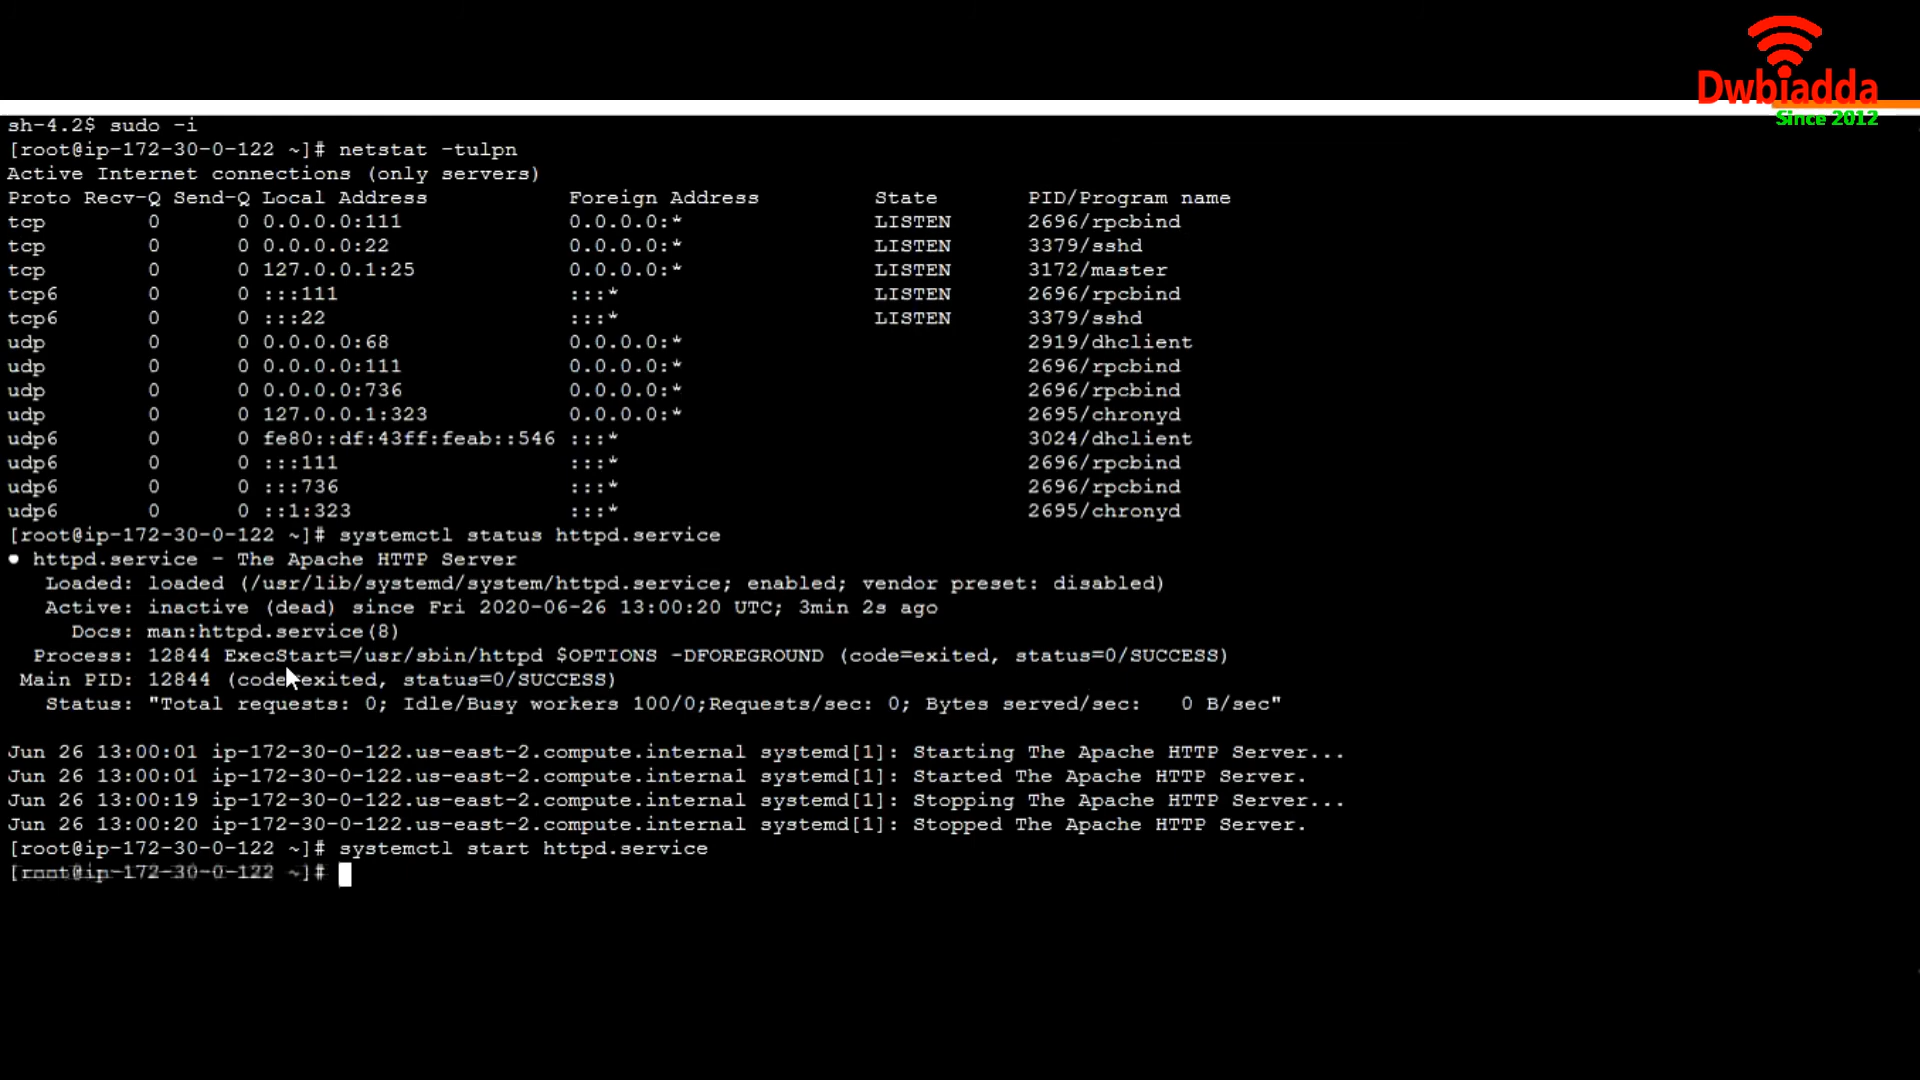 Dwbiadda
Since 2012
sh-4.2$ sudo -i
[root@ip-172-30-0-122 ~]# netstat -tulpn
Active Internet connections (only servers)
Proto Recv-Q Send-Q Local Address           Foreign Address         State       PID/Program name
tcp        0      0 0.0.0.0:111             0.0.0.0:*               LISTEN      2696/rpcbind
tcp        0      0 0.0.0.0:22              0.0.0.0:*               LISTEN      3379/sshd
tcp        0      0 127.0.0.1:25            0.0.0.0:*               LISTEN      3172/master
tcp6       0      0 :::111                  :::*                    LISTEN      2696/rpcbind
tcp6       0      0 :::22                   :::*                    LISTEN      3379/sshd
udp        0      0 0.0.0.0:68              0.0.0.0:*                           2919/dhclient
udp        0      0 0.0.0.0:111             0.0.0.0:*                           2696/rpcbind
udp        0      0 0.0.0.0:736             0.0.0.0:*                           2696/rpcbind
udp        0      0 127.0.0.1:323           0.0.0.0:*                           2695/chronyd
udp6       0      0 fe80::df:43ff:feab::546 :::*                                3024/dhclient
udp6       0      0 :::111                  :::*                                2696/rpcbind
udp6       0      0 :::736                  :::*                                2696/rpcbind
udp6       0      0 ::1:323                 :::*                                2695/chronyd
[root@ip-172-30-0-122 ~]# systemctl status httpd.service
● httpd.service - The Apache HTTP Server
   Loaded: loaded (/usr/lib/systemd/system/httpd.service; enabled; vendor preset: disabled)
   Active: inactive (dead) since Fri 2020-06-26 13:00:20 UTC; 3min 2s ago
     Docs: man:httpd.service(8)
  Process: 12844 ExecStart=/usr/sbin/httpd $OPTIONS -DFOREGROUND (code=exited, status=0/SUCCESS)
 Main PID: 12844 (code=exited, status=0/SUCCESS)
   Status: "Total requests: 0; Idle/Busy workers 100/0;Requests/sec: 0; Bytes served/sec:   0 B/sec"
Jun 26 13:00:01 ip-172-30-0-122.us-east-2.compute.internal systemd[1]: Starting The Apache HTTP Server...
Jun 26 13:00:01 ip-172-30-0-122.us-east-2.compute.internal systemd[1]: Started The Apache HTTP Server.
Jun 26 13:00:19 ip-172-30-0-122.us-east-2.compute.internal systemd[1]: Stopping The Apache HTTP Server...
Jun 26 13:00:20 ip-172-30-0-122.us-east-2.compute.internal systemd[1]: Stopped The Apache HTTP Server.
[root@ip-172-30-0-122 ~]# systemctl start httpd.service
[root@ip-172-30-0-122 ~]#